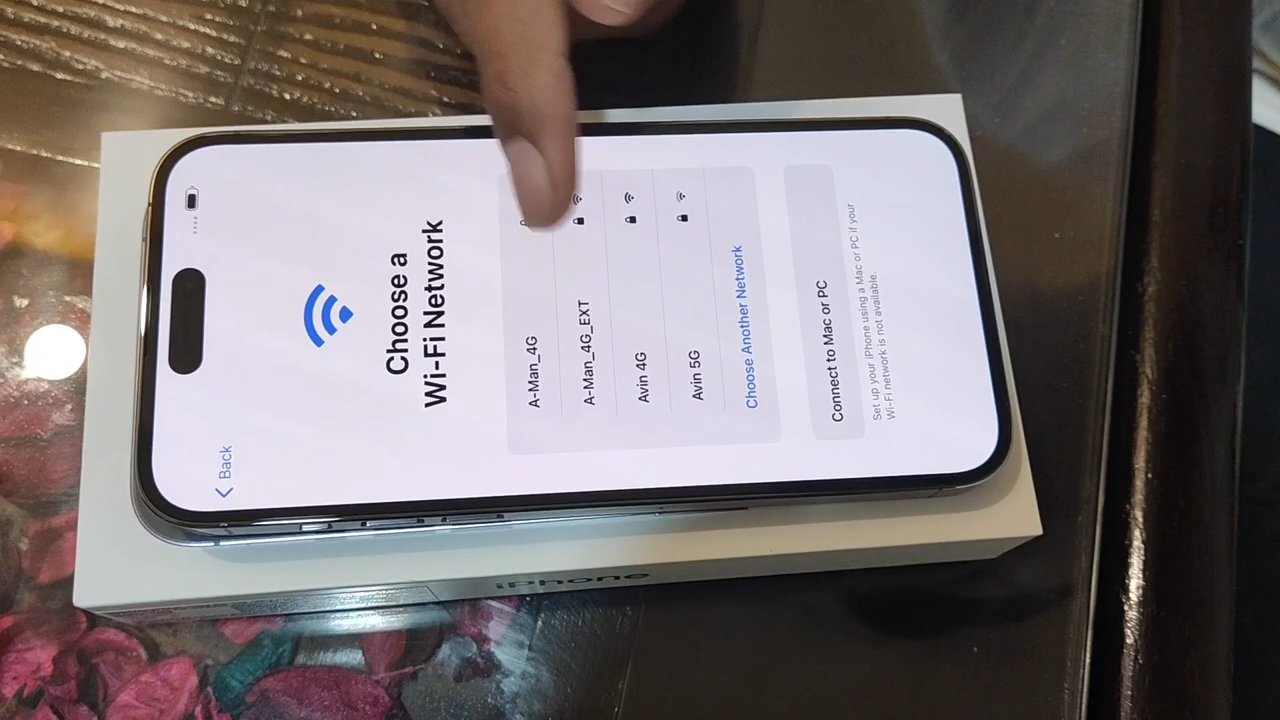 Back
Choose a
Wi-Fi Network
A-Man_4G
A-Man_4G_EXT
Avin 4G
Avin 5G
Choose Another Network
Connect to Mac or PC
Set up your iPhone using a Mac or PC if your
Wi-Fi network is not available.
iPhone